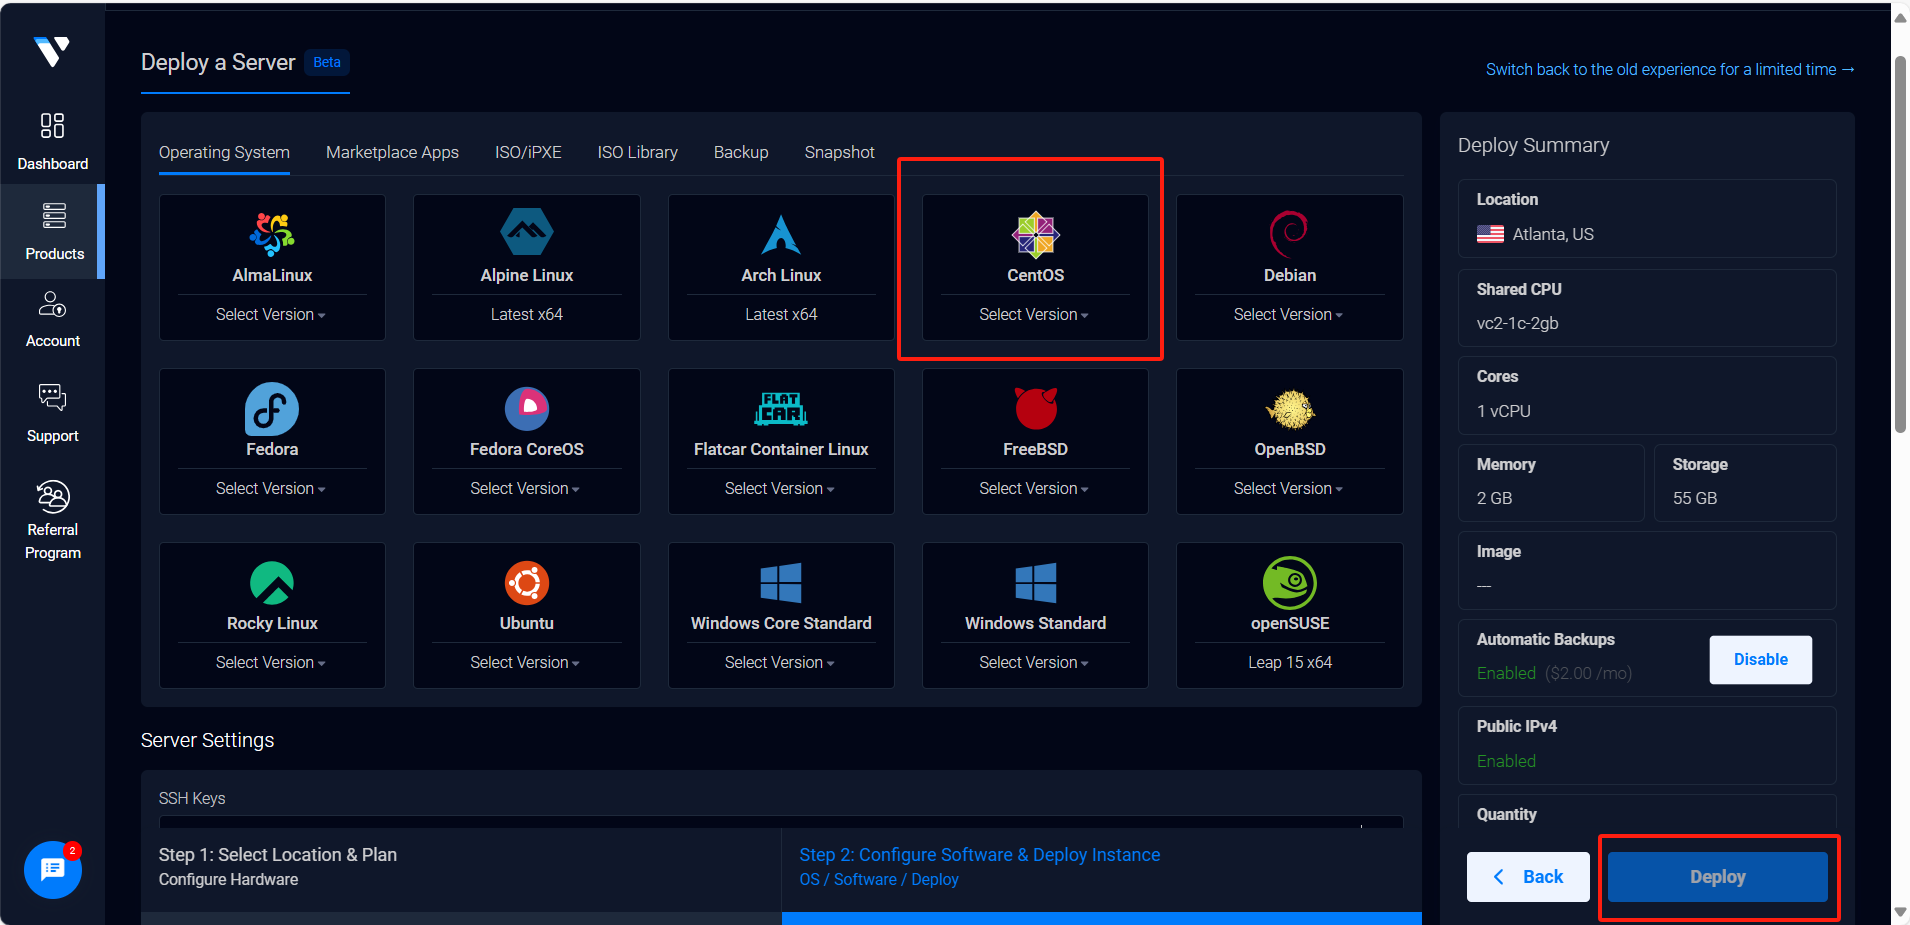 Deploy a Server Beta
Switch back to the old experience for a limited time →
Dashboard
Products
Account
Support
Referral
Program
2
Operating System Marketplace Apps ISO/iPXE ISO Library Backup Snapshot
AlmaLinux
Select Version
Alpine Linux
Latest x64
Arch Linux
Latest x64
CentOS
Select Version
Debian
Select Version
Fedora
Select Version
Fedora CoreOS
Select Version
FLAT
CAR
Flatcar Container Linux
Select Version
FreeBSD
Select Version
OpenBSD
Select Version
Rocky Linux
Select Version
Ubuntu
Select Version
Windows Core Standard
Select Version
Windows Standard
Select Version
openSUSE
Leap 15 x64
Server Settings
SSH Keys
Step 1: Select Location & Plan
Configure Hardware
Step 2: Configure Software & Deploy Instance
OS / Software / Deploy
Deploy Summary
Location
Atlanta, US
Shared CPU
vc2-1c-2gb
Cores
1 vCPU
Memory
2 GB
Storage
55 GB
Image
---
Automatic Backups
Enabled ($2.00 /mo)
Disable
Public IPv4
Enabled
Quantity
Back
Deploy